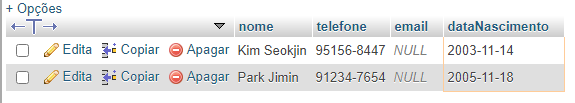 + Opções
nome telefone email dataNascimento
Edita Copiar Apagar Kim Seokjin 95156-8447 NULL 2003-11-14
Edita Copiar Apagar Park Jimin 91234-7654 NULL 2005-11-18